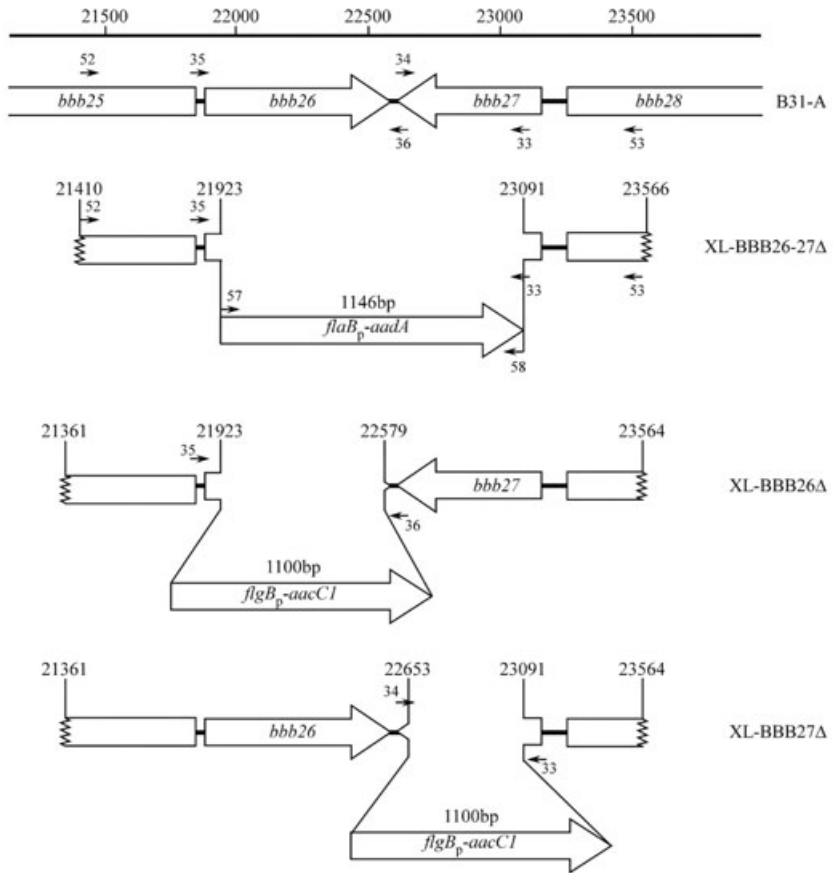 21500 22000 22500 23000 23500
52 35 34
bbb25 bbb26 bbb27 bbb28 B31-A
36 33 53
21410 21923 23091 23566
52 35
XL-BBB26-27Δ
33 53
57 1146bp
flaBp-aadA
58
21361 21923 22579 23564
35
bbb27 XL-BBB26Δ
36
1100bp
flgBp-aacC1
21361 22653 23091 23564
34
bbb26 XL-BBB27Δ
33
1100bp
flgBp-aacC1